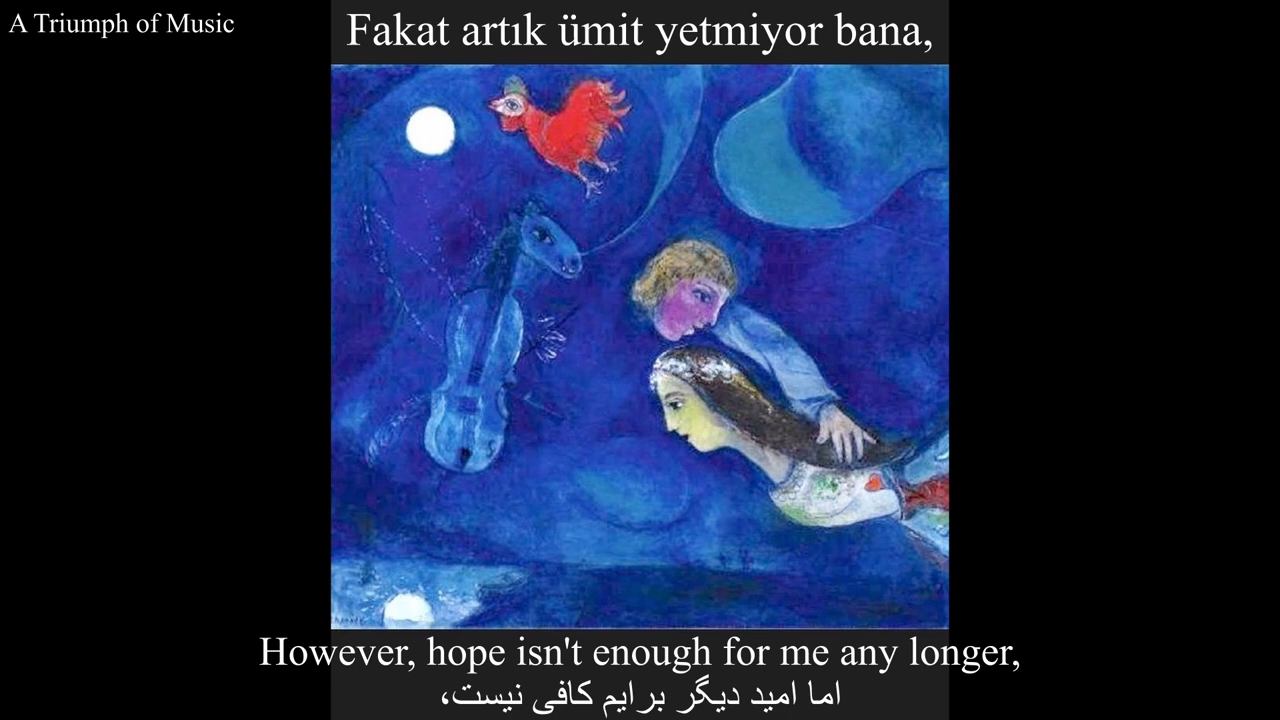 A Triumph of Music
Fakat artık ümit yetmiyor bana,
However, hope isn't enough for me any longer,
اما امید دیگر برایم کافی نیست،